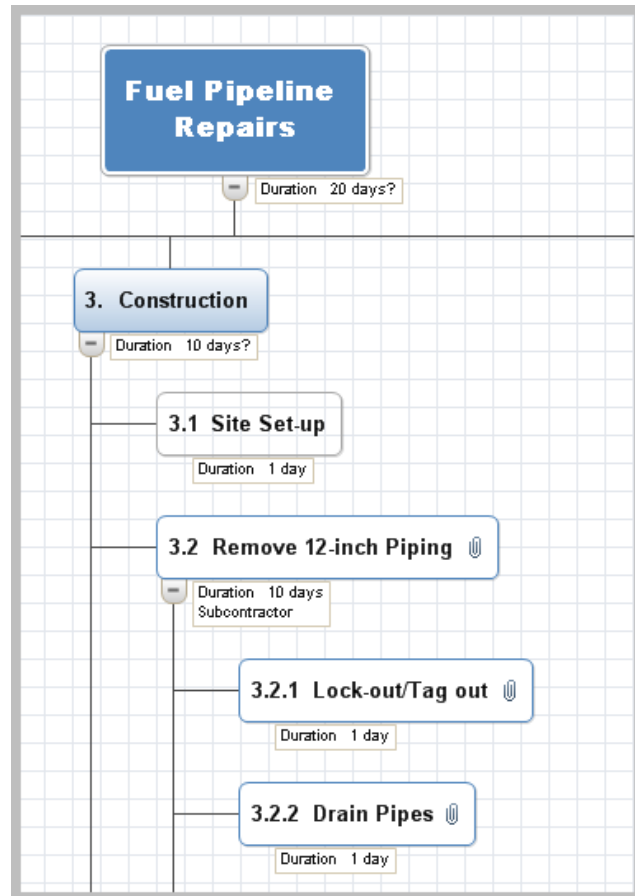 Fuel Pipeline
Repairs
Duration 20 days?
3. Construction
Duration 10 days?
3.1 Site Set-up
Duration 1 day
3.2 Remove 12-inch Piping
Duration 10 days
Subcontractor
3.2.1 Lock-out/Tag out
Duration 1 day
3.2.2 Drain Pipes
Duration 1 day